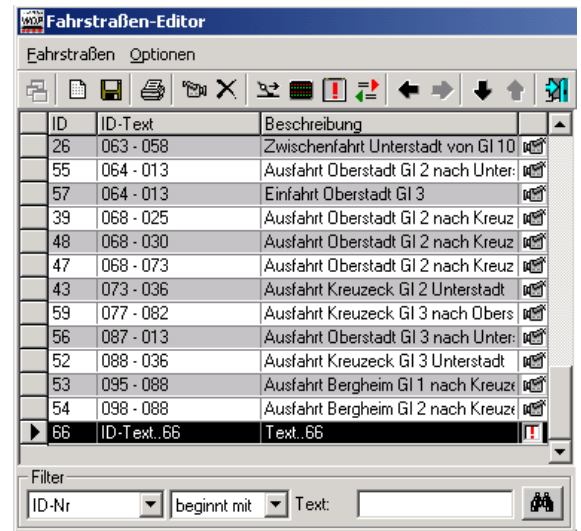 WDP Fahrstraßen-Editor
Fahrstraßen Optionen
ID ID-Text Beschreibung
26 063 - 058 Zwischenfahrt Unterstadt von Gl 10
55 064 - 013 Ausfahrt Oberstadt Gl 2 nach Unter
57 064 - 013 Einfahrt Oberstadt Gl 3
39 068 - 025 Ausfahrt Oberstadt Gl 2 nach Kreuz
48 068 - 030 Ausfahrt Oberstadt Gl 2 nach Kreuz
47 068 - 073 Ausfahrt Oberstadt Gl 2 nach Kreuz
43 073 - 036 Ausfahrt Kreuzeck Gl 2 Unterstadt
59 077 - 082 Ausfahrt Kreuzeck Gl 3 nach Obers
56 087 - 013 Ausfahrt Oberstadt Gl 3 nach Unter
52 088 - 036 Ausfahrt Kreuzeck Gl 3 Unterstadt
53 095 - 088 Ausfahrt Bergheim Gl 1 nach Kreuze
54 098 - 088 Ausfahrt Bergheim Gl 2 nach Kreuze
66 ID-Text..66 Text..66
Filter
ID-Nr beginnt mit Text: